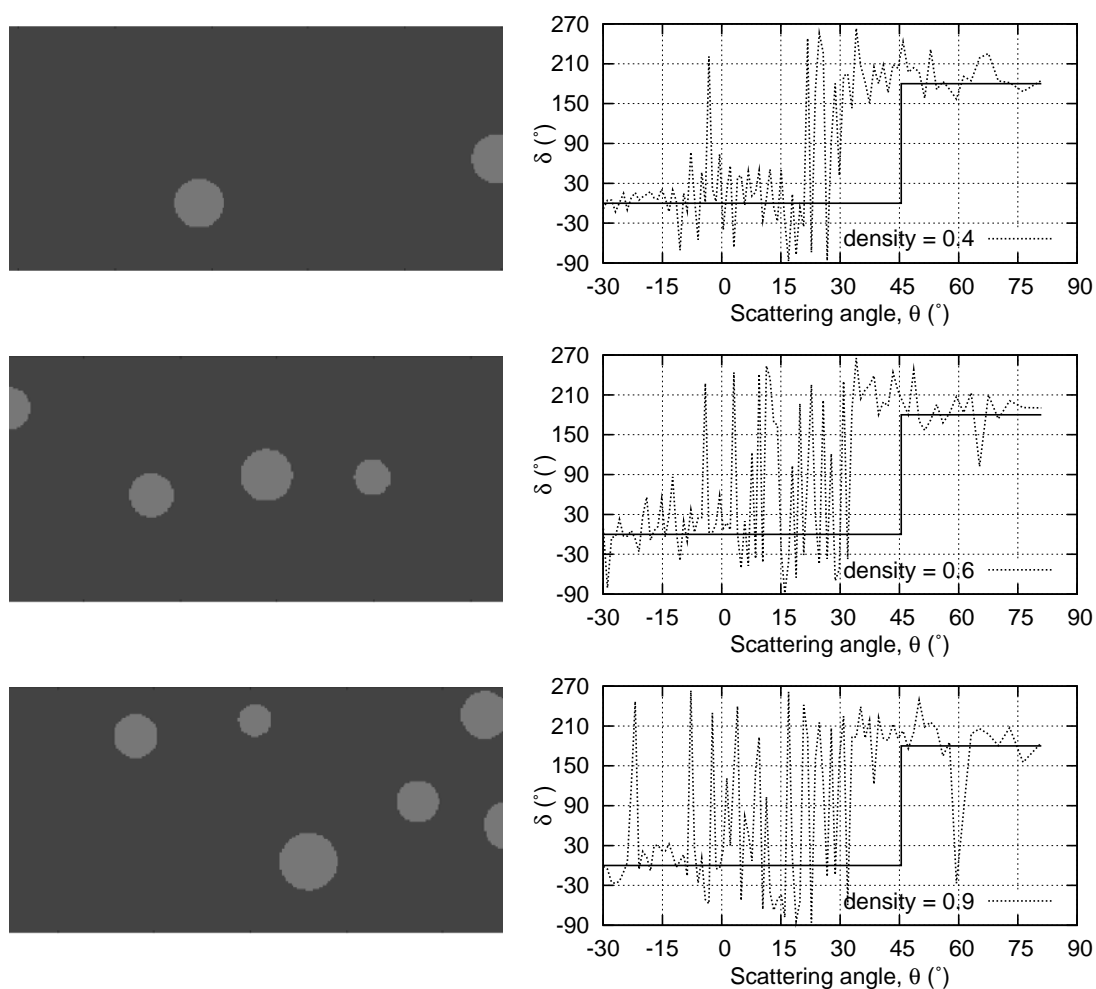 270
210
150
90
30
-30
-90
δ (°)
density = 0.4
-30 -15 0 15 30 45 60 75 90
Scattering angle, θ (°)
270
210
150
90
30
-30
-90
δ (°)
density = 0.6
-30 -15 0 15 30 45 60 75 90
Scattering angle, θ (°)
270
210
150
90
30
-30
-90
δ (°)
density = 0.9
-30 -15 0 15 30 45 60 75 90
Scattering angle, θ (°)